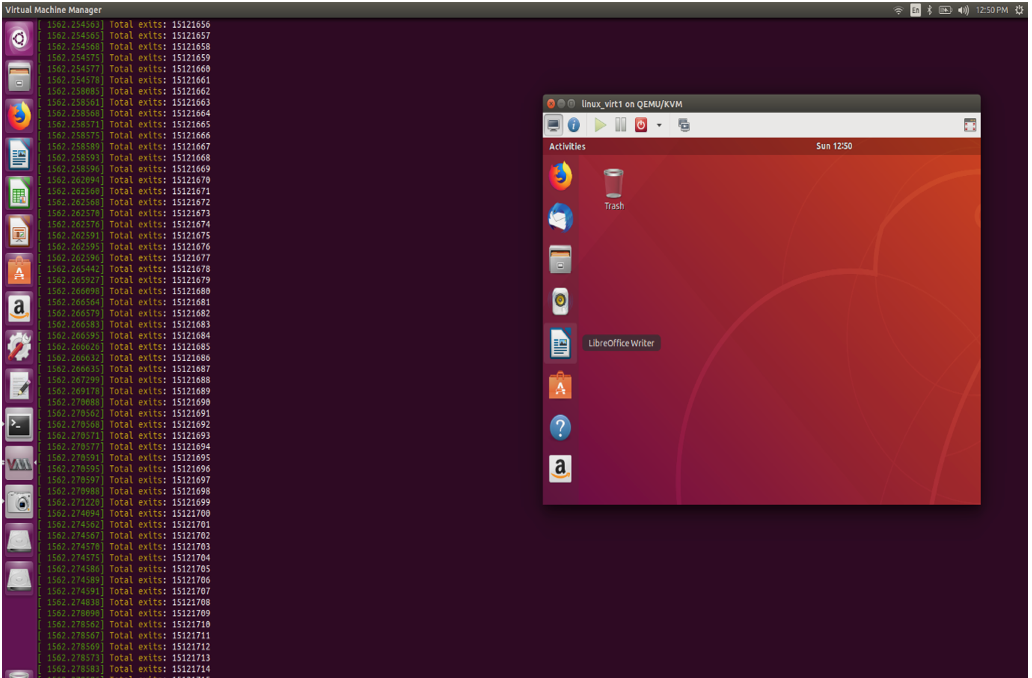 Virtual Machine Manager
En
12:50 PM
[ 1562.254563] Total exits: 15121656
[ 1562.254565] Total exits: 15121657
[ 1562.254568] Total exits: 15121658
[ 1562.254575] Total exits: 15121659
[ 1562.254577] Total exits: 15121660
[ 1562.254578] Total exits: 15121661
[ 1562.258085] Total exits: 15121662
[ 1562.258561] Total exits: 15121663
[ 1562.258568] Total exits: 15121664
[ 1562.258571] Total exits: 15121665
[ 1562.258575] Total exits: 15121666
[ 1562.258589] Total exits: 15121667
[ 1562.258593] Total exits: 15121668
[ 1562.258596] Total exits: 15121669
[ 1562.262094] Total exits: 15121670
[ 1562.262560] Total exits: 15121671
[ 1562.262568] Total exits: 15121672
[ 1562.262570] Total exits: 15121673
[ 1562.262576] Total exits: 15121674
[ 1562.262591] Total exits: 15121675
[ 1562.262595] Total exits: 15121676
[ 1562.262596] Total exits: 15121677
[ 1562.265442] Total exits: 15121678
[ 1562.265927] Total exits: 15121679
[ 1562.266098] Total exits: 15121680
[ 1562.266564] Total exits: 15121681
[ 1562.266579] Total exits: 15121682
[ 1562.266583] Total exits: 15121683
[ 1562.266595] Total exits: 15121684
[ 1562.266626] Total exits: 15121685
[ 1562.266632] Total exits: 15121686
[ 1562.266635] Total exits: 15121687
[ 1562.267299] Total exits: 15121688
[ 1562.269178] Total exits: 15121689
[ 1562.270088] Total exits: 15121690
[ 1562.270562] Total exits: 15121691
[ 1562.270568] Total exits: 15121692
[ 1562.270571] Total exits: 15121693
[ 1562.270577] Total exits: 15121694
[ 1562.270591] Total exits: 15121695
[ 1562.270595] Total exits: 15121696
[ 1562.270597] Total exits: 15121697
[ 1562.270988] Total exits: 15121698
[ 1562.271220] Total exits: 15121699
[ 1562.274094] Total exits: 15121700
[ 1562.274562] Total exits: 15121701
[ 1562.274567] Total exits: 15121702
[ 1562.274570] Total exits: 15121703
[ 1562.274575] Total exits: 15121704
[ 1562.274586] Total exits: 15121705
[ 1562.274589] Total exits: 15121706
[ 1562.274591] Total exits: 15121707
[ 1562.274838] Total exits: 15121708
[ 1562.278090] Total exits: 15121709
[ 1562.278562] Total exits: 15121710
[ 1562.278567] Total exits: 15121711
[ 1562.278569] Total exits: 15121712
[ 1562.278573] Total exits: 15121713
[ 1562.278583] Total exits: 15121714
linux_virt1 on QEMU/KVM
Activities
Sun 12:50
Trash
LibreOffice Writer